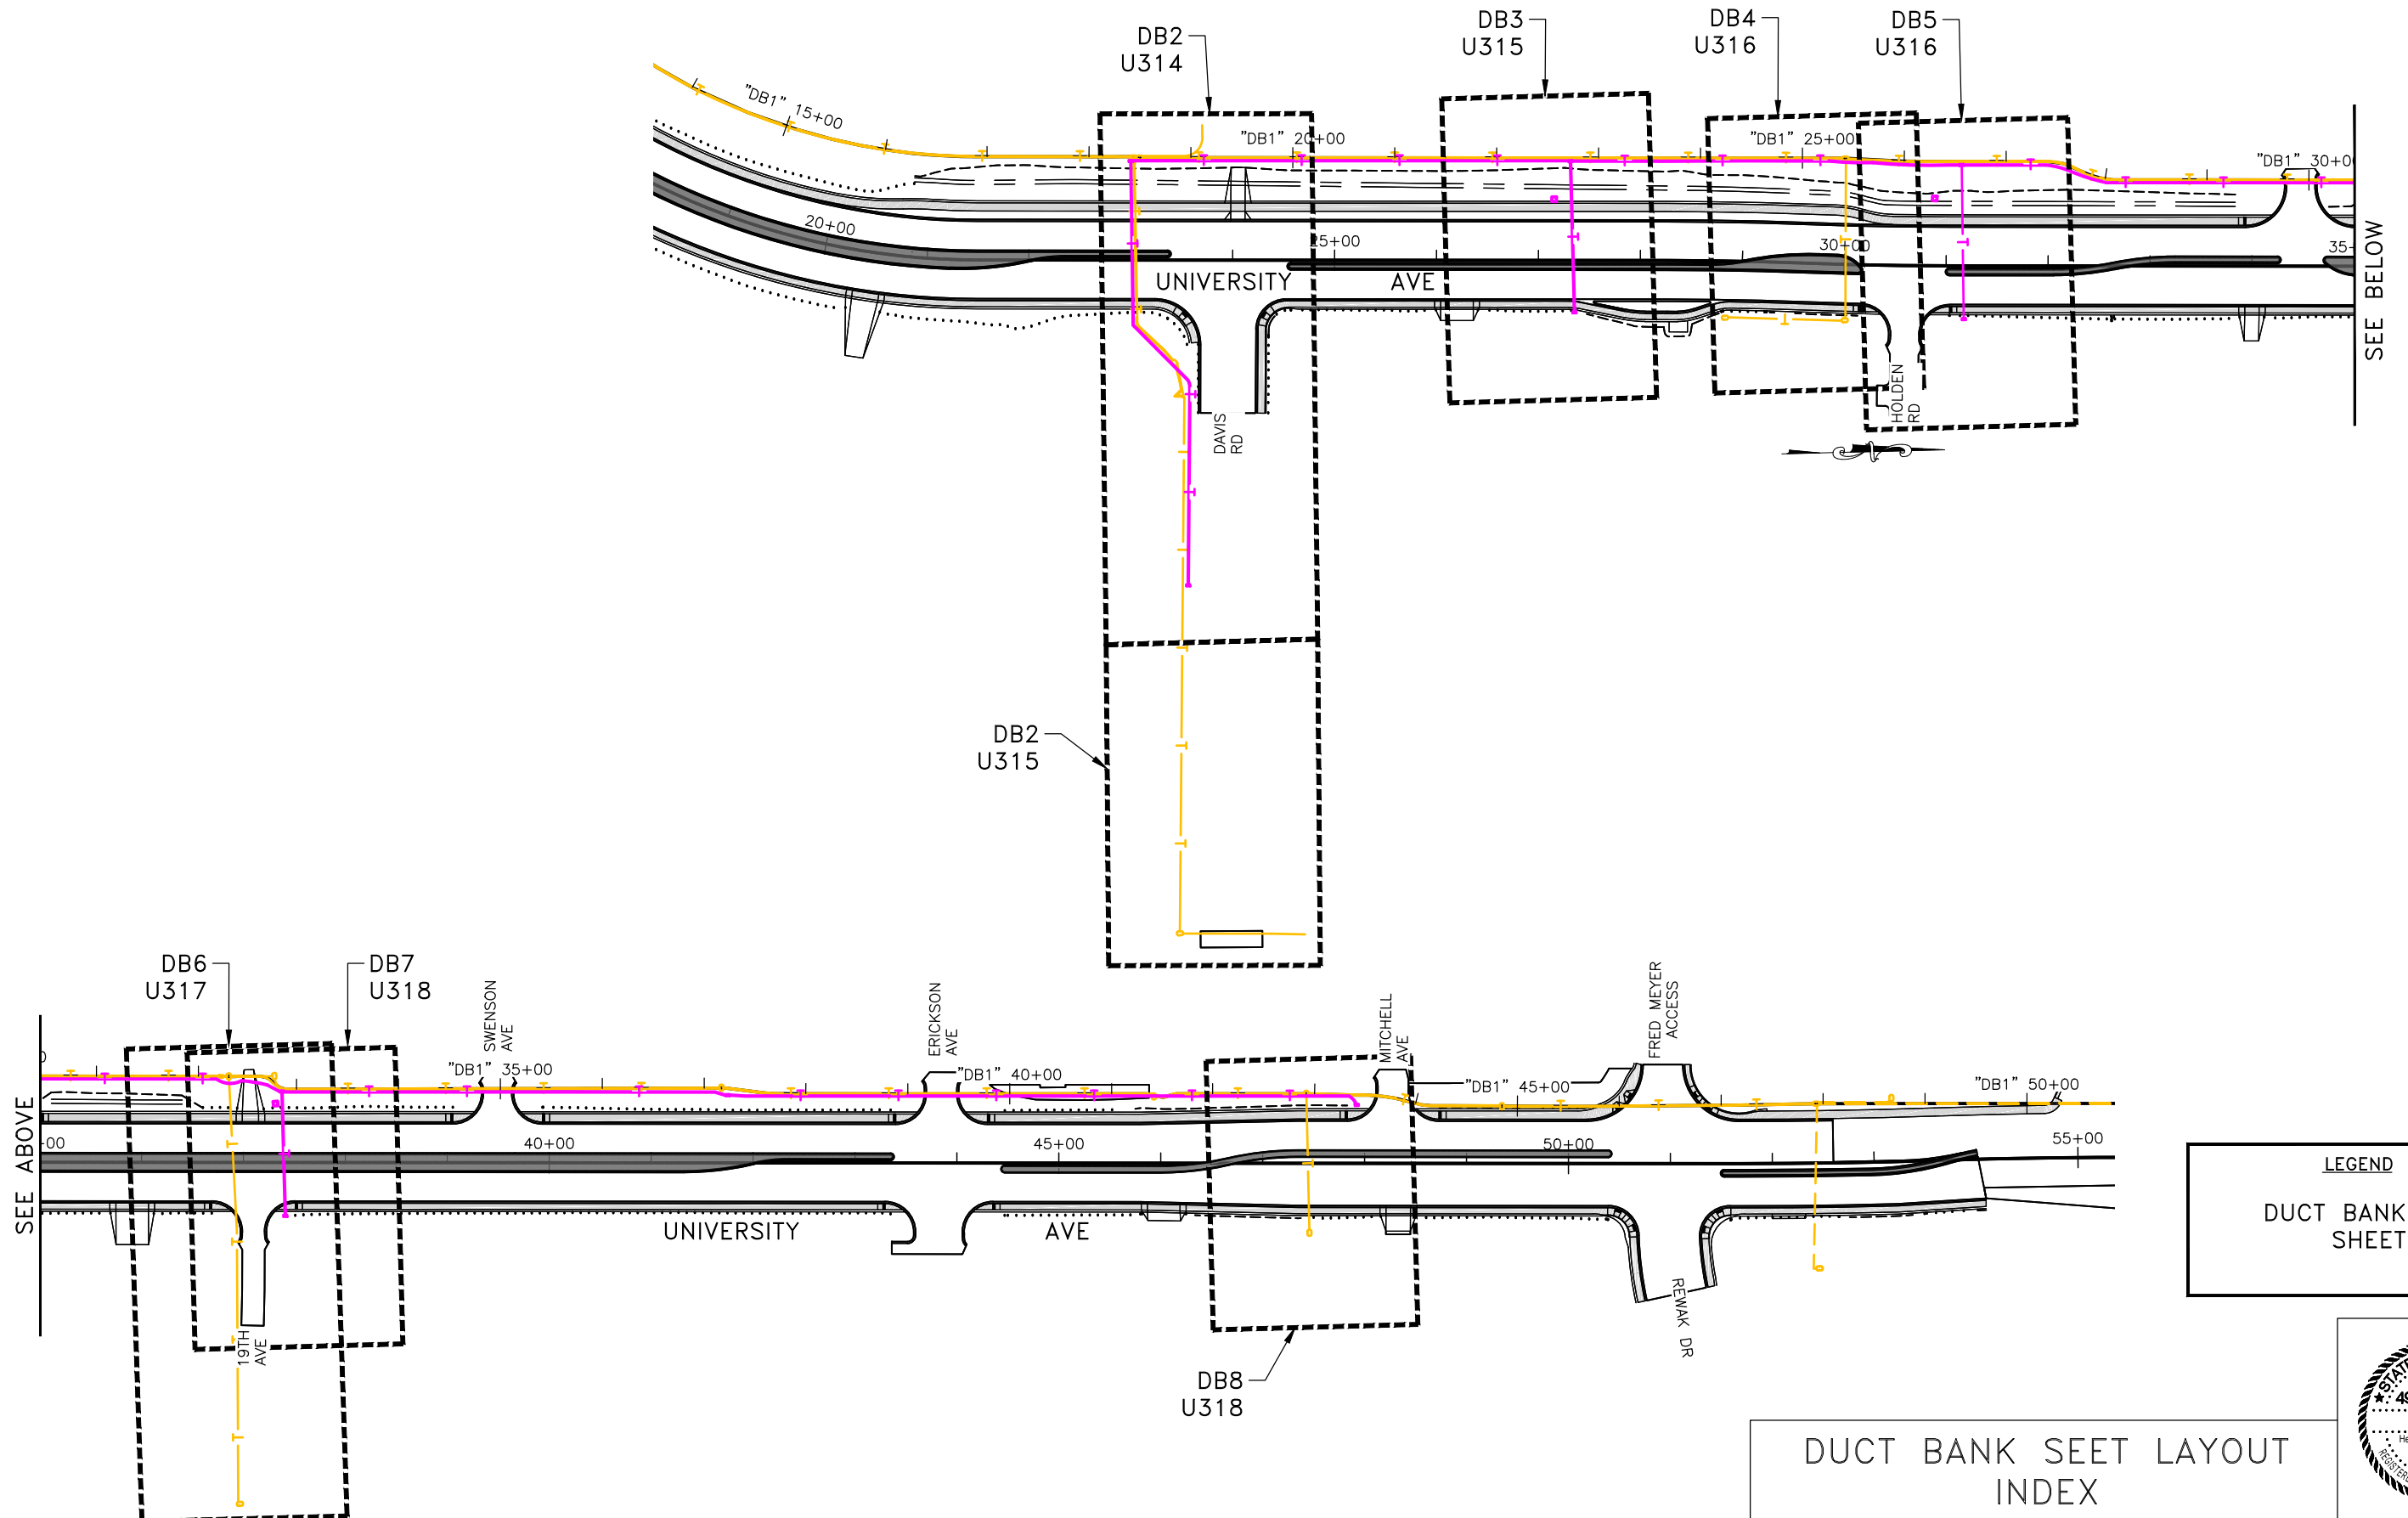 DB2
U314
DB3
U315
DB4
U316
DB5
U316
"DB1" 15+00
"DB1" 20+00
"DB1" 25+00
"DB1" 30+0
20+00
25+00
30+00
35+
UNIVERSITY AVE
DAVIS
RD
HOLDEN
RD
SEE BELOW
DB2
U315
DB6
U317
DB7
U318
SWENSON
AVE
ERICKSON
AVE
MITCHELL
AVE
FRED MEYER
ACCESS
"DB1" 35+00
"DB1" 40+00
"DB1" 45+00
"DB1" 50+00
SEE ABOVE
+00
40+00
45+00
50+00
55+00
UNIVERSITY AVE
19TH
AVE
REWAK DR
DB8
U318
LEGEND
DUCT BANK
SHEET
DUCT BANK SEET LAYOUT
INDEX